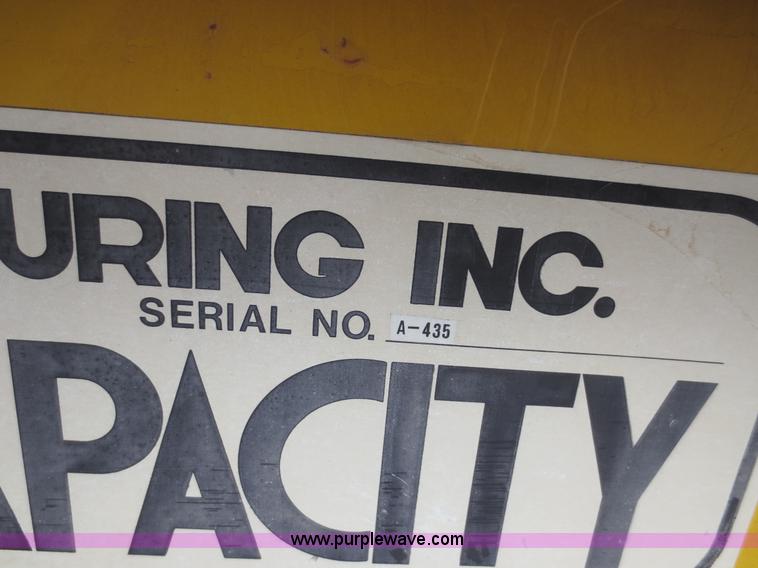 URING INC.
SERIAL NO. A-435
APACITY
www.purplewave.com